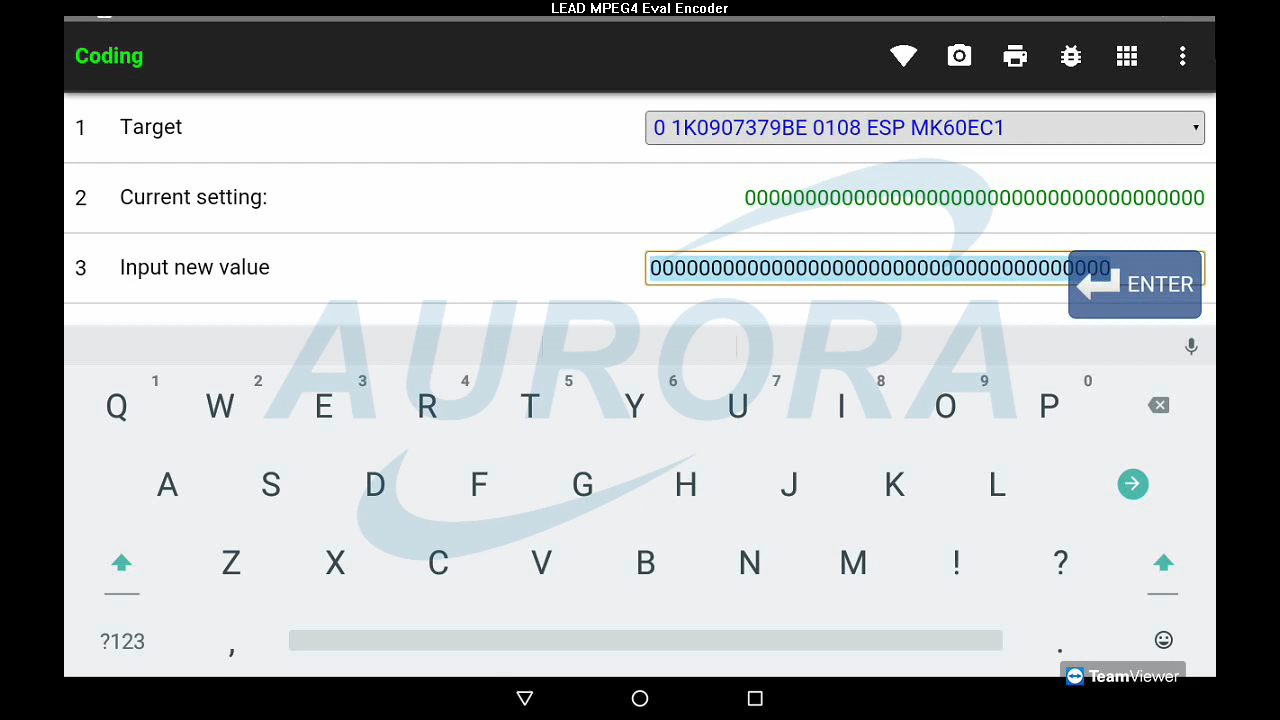 LEAD MPEG4 Eval Encoder
Coding
1 Target 0 1K0907379BE 0108 ESP MK60EC1
2 Current setting: 00000000000000000000000000000000000000
3 Input new value 00000000000000000000000000000000000000
ENTER
AURORA
1 2 3 4 5 6 7 8 9 0
Q W E R T Y U I O P
A S D F G H J K L
Z X C V B N M ! ?
?123 , .
TeamViewer